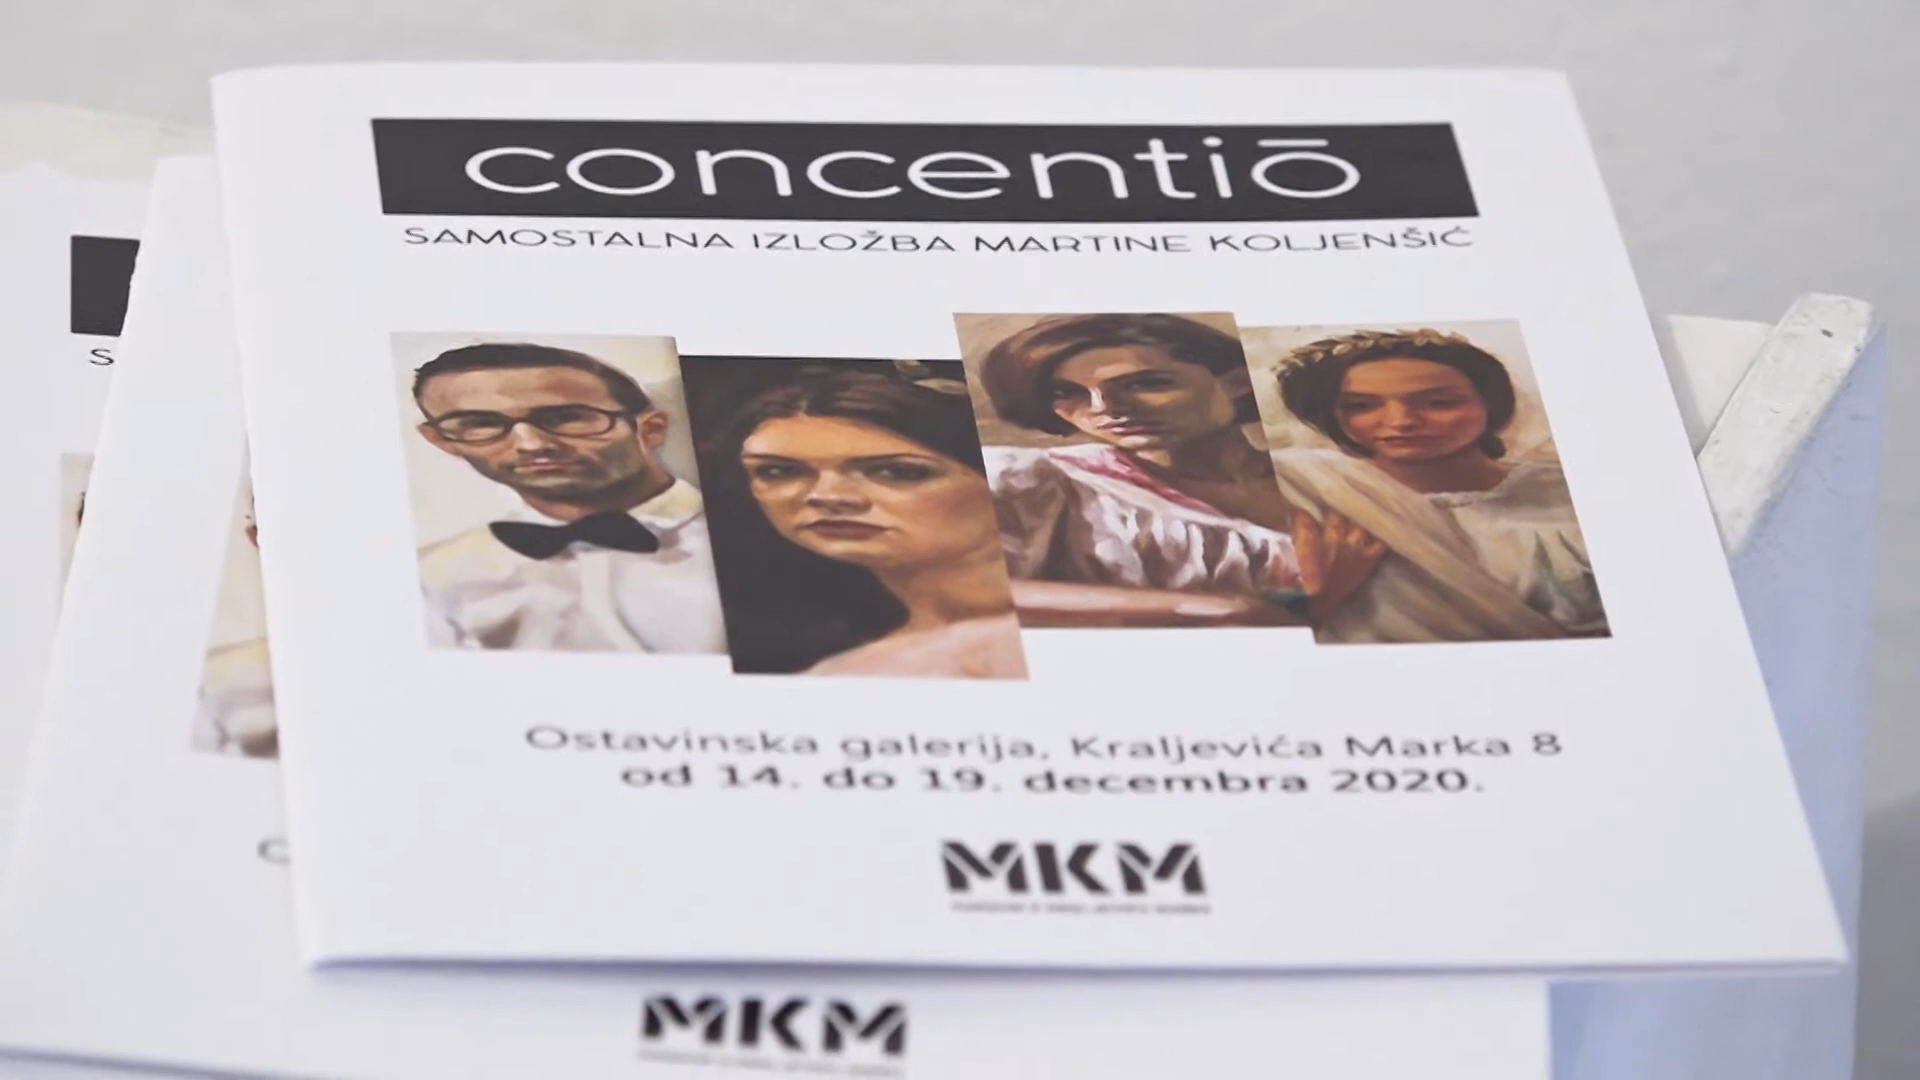 concentiō
SAMOSTALNA IZLOŽBA MARTINE KOLJENŠIĆ
S
Ostavinska galerija, Kraljevića Marka 8
od 14. do 19. decembra 2020.
MKM
MKM